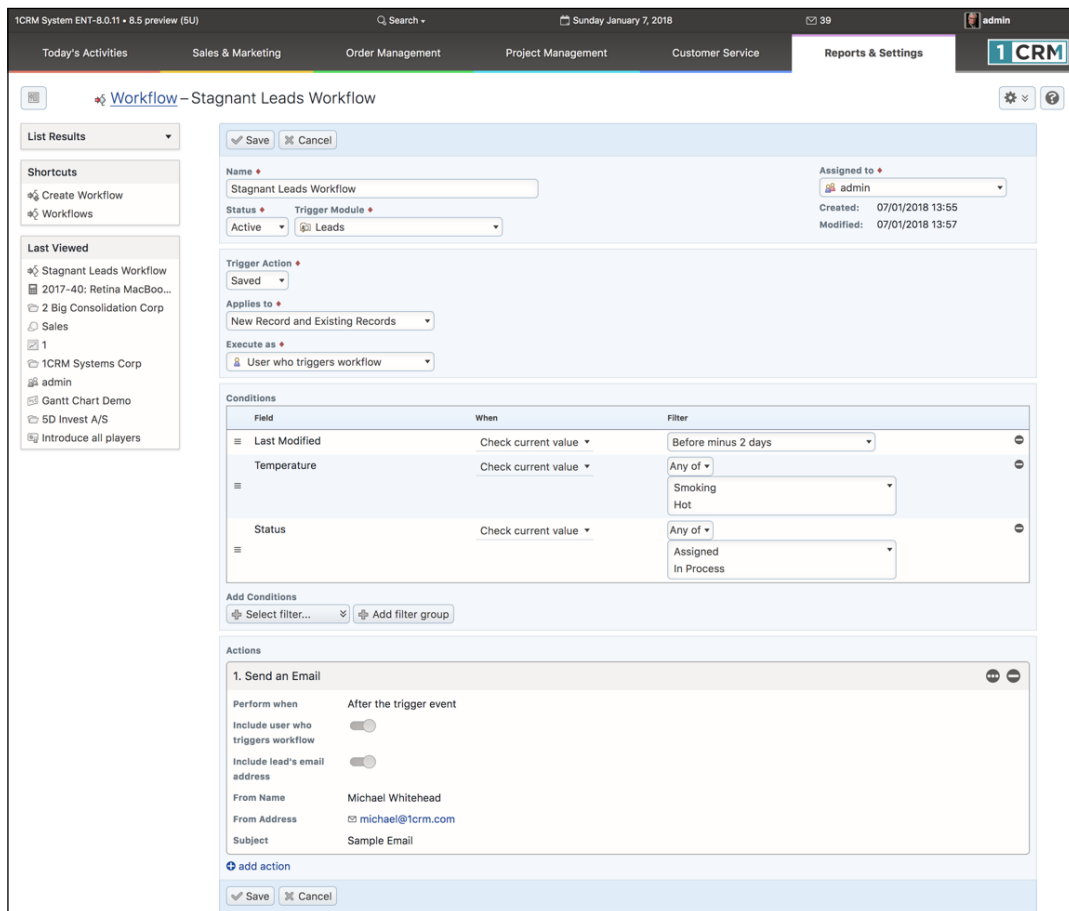 1CRM System ENT-8.0.11 • 8.5 preview (5U)
Search
Sunday January 7, 2018
39
admin
Today's Activities
Sales & Marketing
Order Management
Project Management
Customer Service
Reports & Settings
1 CRM
Workflow – Stagnant Leads Workflow
List Results
Shortcuts
Create Workflow
Workflows
Last Viewed
Stagnant Leads Workflow
2017-40: Retina MacBoo...
2 Big Consolidation Corp
Sales
1
1CRM Systems Corp
admin
Gantt Chart Demo
5D Invest A/S
Introduce all players
Save Cancel
Name
Stagnant Leads Workflow
Assigned to
admin
Status Trigger Module
Active Leads
Created: 07/01/2018 13:55
Modified: 07/01/2018 13:57
Trigger Action
Saved
Applies to
New Record and Existing Records
Execute as
User who triggers workflow
Conditions
Field When Filter
Last Modified Check current value Before minus 2 days
Temperature Check current value Any of
Smoking
Hot
Status Check current value Any of
Assigned
In Process
Add Conditions
Select filter... Add filter group
Actions
1. Send an Email
Perform when After the trigger event
Include user who
triggers workflow
Include lead's email
address
From Name Michael Whitehead
From Address michael@1crm.com
Subject Sample Email
add action
Save Cancel